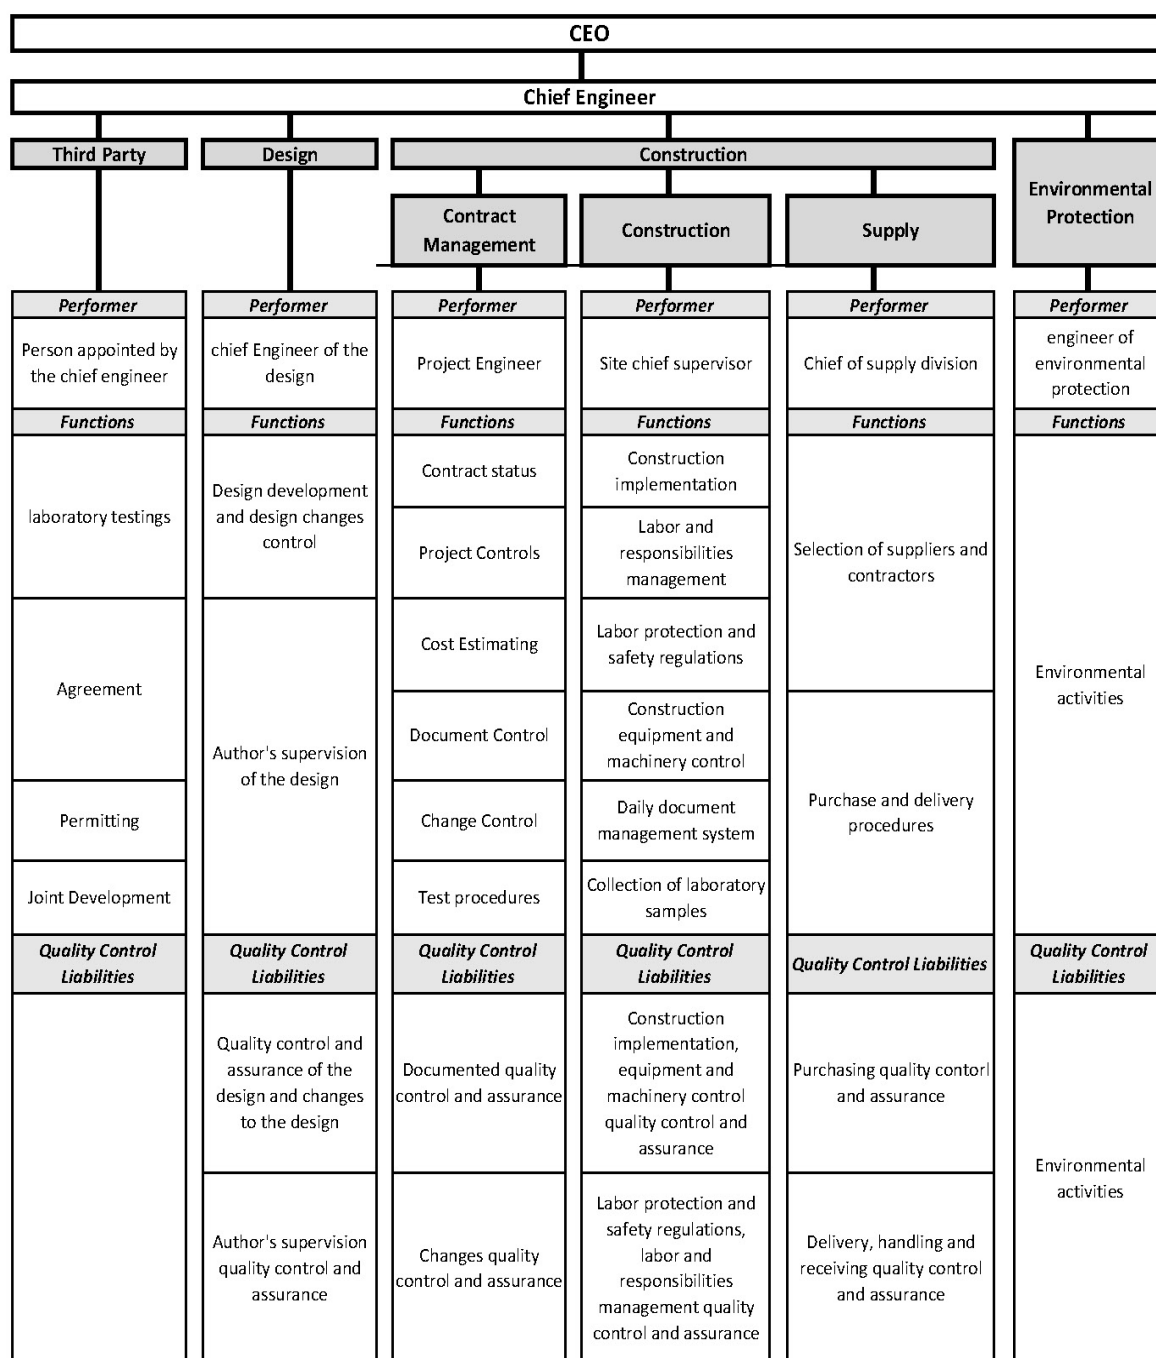 CEO
Chief Engineer
Third Party
Design
Construction
Environmental
Protection
Contract
Management
Construction
Supply
Performer
Performer
Performer
Performer
Performer
Performer
Person appointed by
the chief engineer
chief Engineer of the
design
Project Engineer
Site chief supervisor
Chief of supply division
engineer of
environmental
protection
Functions
Functions
Functions
Functions
Functions
Functions
laboratory testings
Agreement
Permitting
Joint Development
Design development
and design changes
control
Author's supervision
of the design
Contract status
Project Controls
Cost Estimating
Document Control
Change Control
Test procedures
Construction
implementation
Labor and
responsibilities
management
Labor protection and
safety regulations
Construction
equipment and
machinery control
Daily document
management system
Collection of laboratory
samples
Selection of suppliers and
contractors
Purchase and delivery
procedures
Environmental
activities
Quality Control
Liabilities
Quality Control
Liabilities
Quality Control
Liabilities
Quality Control
Liabilities
Quality Control Liabilities
Quality Control
Liabilities
Quality control and
assurance of the
design and changes
to the design
Author's supervision
quality control and
assurance
Documented quality
control and assurance
Changes quality
control and assurance
Construction
implementation,
equipment and
machinery control
quality control and
assurance
Labor protection and
safety regulations,
labor and
responsibilities
management quality
control and assurance
Purchasing quality contorl
and assurance
Delivery, handling and
receiving quality control
and assurance
Environmental
activities